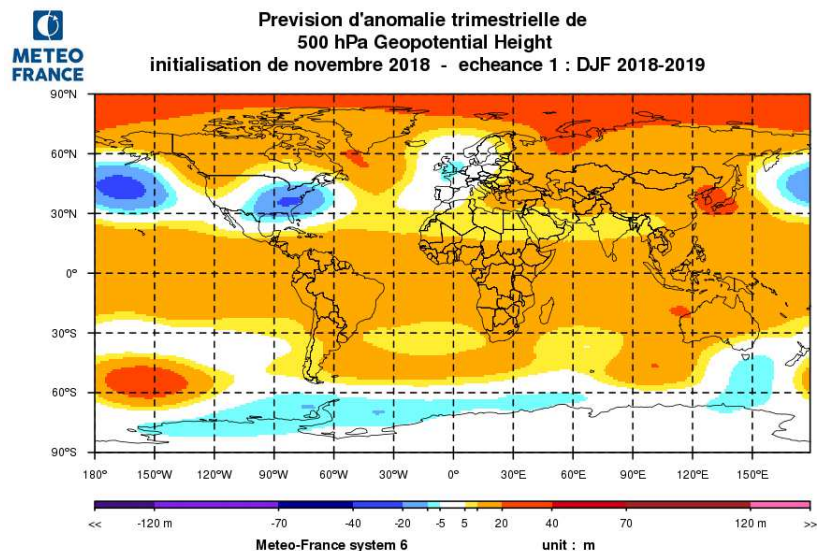 METEO
FRANCE
Prevision d'anomalie trimestrielle de
500 hPa Geopotential Height
initialisation de novembre 2018 - echeance 1 : DJF 2018-2019
90°N
60°N
30°N
0°
30°S
60°S
90°S
180° 150°W 120°W 90°W 60°W 30°W 0° 30°E 60°E 90°E 120°E 150°E
<< -120 m -70 -40 -20 -5 5 20 40 70 120 m >>
Meteo-France system 6 unit : m